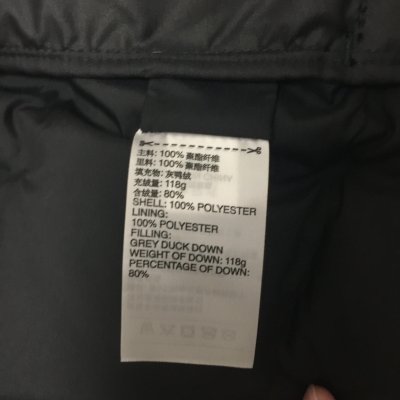 主料: 100% 聚酯纤维
里料: 100% 聚酯纤维
填充物: 灰鸭绒
充绒量: 118g
含绒量: 80%
SHELL: 100% POLYESTER
LINING:
100% POLYESTER
FILLING:
GREY DUCK DOWN
WEIGHT OF DOWN: 118g
PERCENTAGE OF DOWN:
80%